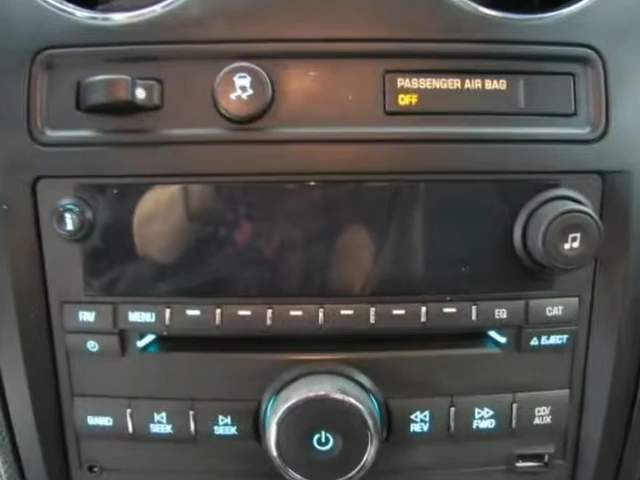 PASSENGER AIR BAG
OFF
FAV MENU EQ CAT
EJECT
BAND SEEK SEEK REV FWD CD/
AUX